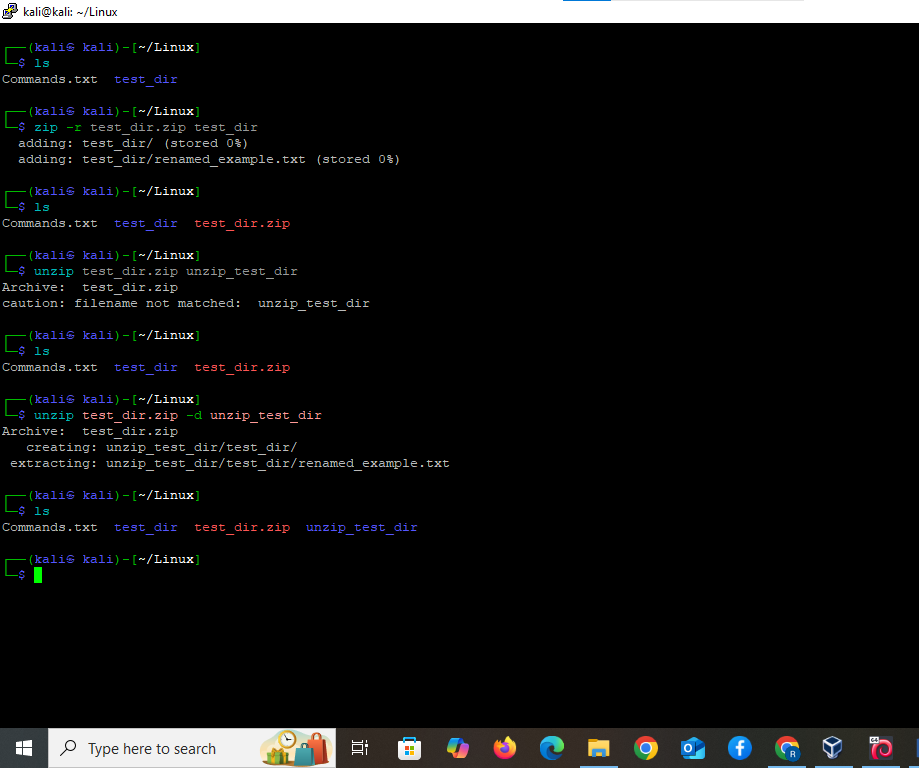 kali@kali: ~/Linux
┌──(kali㉿ kali)-[~/Linux]
└─$ ls
Commands.txt  test_dir
┌──(kali㉿ kali)-[~/Linux]
└─$ zip -r test_dir.zip test_dir
  adding: test_dir/ (stored 0%)
  adding: test_dir/renamed_example.txt (stored 0%)
┌──(kali㉿ kali)-[~/Linux]
└─$ ls
Commands.txt  test_dir  test_dir.zip
┌──(kali㉿ kali)-[~/Linux]
└─$ unzip test_dir.zip unzip_test_dir
Archive:  test_dir.zip
caution: filename not matched:  unzip_test_dir
┌──(kali㉿ kali)-[~/Linux]
└─$ ls
Commands.txt  test_dir  test_dir.zip
┌──(kali㉿ kali)-[~/Linux]
└─$ unzip test_dir.zip -d unzip_test_dir
Archive:  test_dir.zip
   creating: unzip_test_dir/test_dir/
 extracting: unzip_test_dir/test_dir/renamed_example.txt
┌──(kali㉿ kali)-[~/Linux]
└─$ ls
Commands.txt  test_dir  test_dir.zip  unzip_test_dir
┌──(kali㉿ kali)-[~/Linux]
└─$
Type here to search
R
64